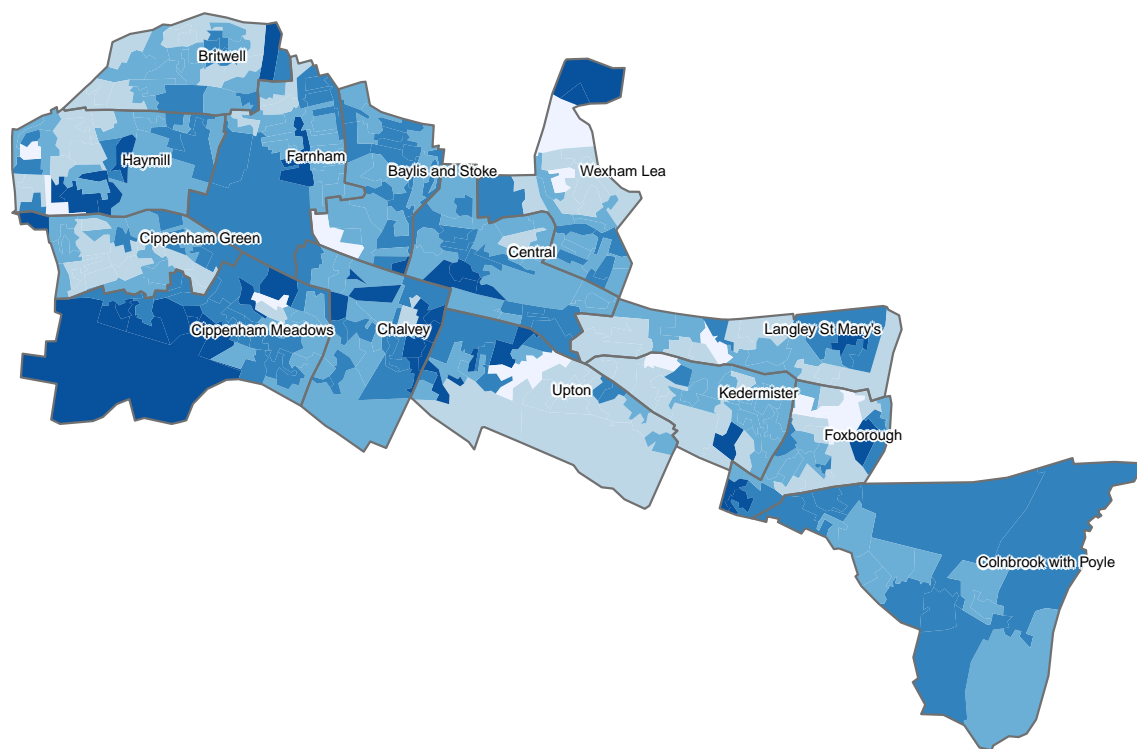 Britwell
Haymill
Farnham
Baylis and Stoke
Wexham Lea
Cippenham Green
Central
Cippenham Meadows
Chalvey
Langley St Mary's
Upton
Kedermister
Foxborough
Colnbrook with Poyle